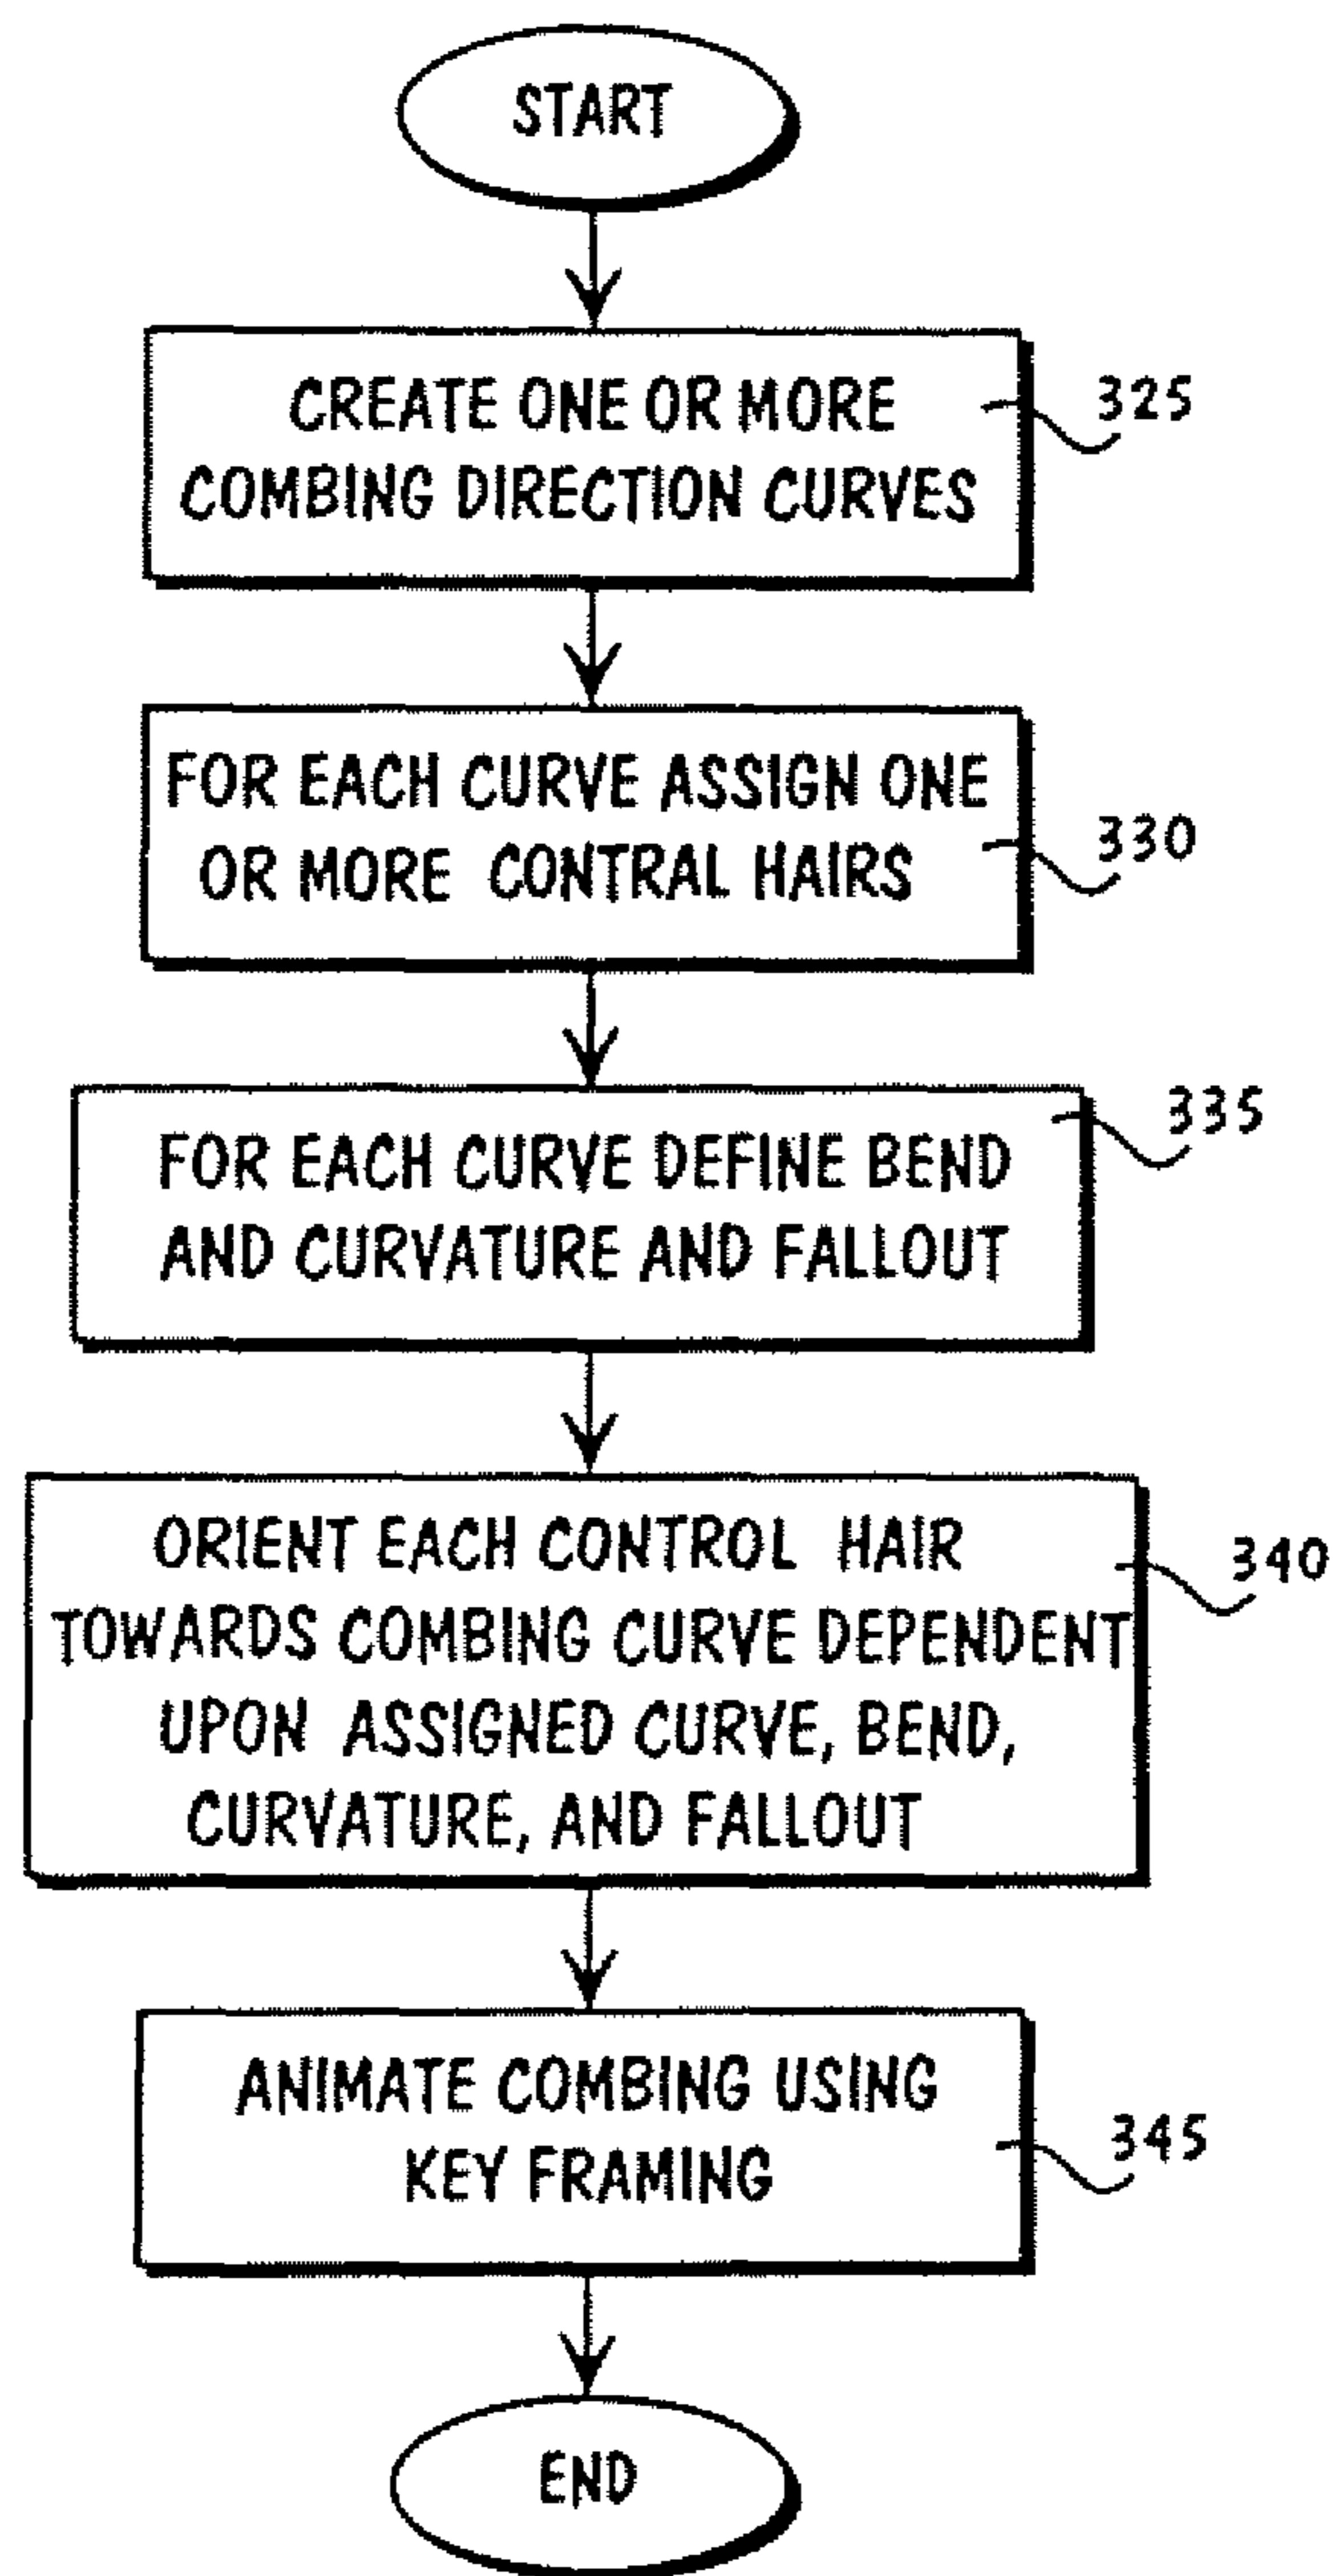 START
CREATE ONE OR MORE
COMBING DIRECTION CURVES
325
FOR EACH CURVE ASSIGN ONE
OR MORE CONTRAL HAIRS
330
FOR EACH CURVE DEFINE BEND
AND CURVATURE AND FALLOUT
335
ORIENT EACH CONTROL HAIR
TOWARDS COMBING CURVE DEPENDENT
UPON ASSIGNED CURVE, BEND,
CURVATURE, AND FALLOUT
340
ANIMATE COMBING USING
KEY FRAMING
345
END